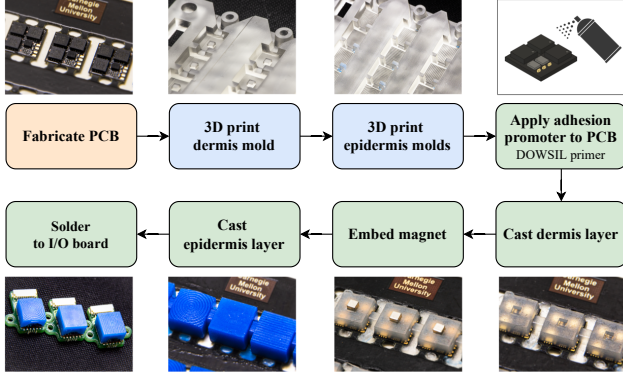 Carnegie
Mellon
University
Fabricate PCB
3D print
dermis mold
3D print
epidermis molds
Apply adhesion
promoter to PCB
DOWSIL primer
Solder
to I/O board
Cast
epidermis layer
Embed magnet
Cast dermis layer
Carnegie
Mellon
University
Carnegie
Mellon
University
Carnegie
Mellon
University